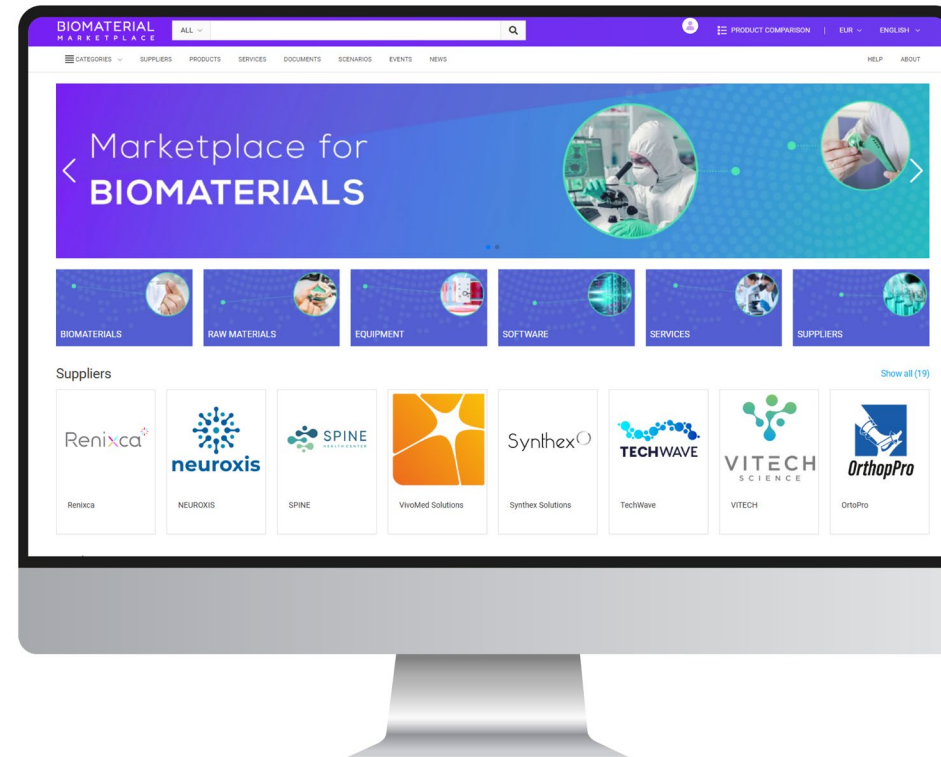 BIOMATERIAL
MARKETPLACE
ALL
PRODUCT COMPARISON | EUR ENGLISH
CATEGORIES SUPPLIERS PRODUCTS SERVICES DOCUMENTS SCENARIOS EVENTS NEWS HELP ABOUT
Marketplace for
BIOMATERIALS
BIOMATERIALS RAW MATERIALS EQUIPMENT SOFTWARE SERVICES SUPPLIERS
Suppliers Show all (19)
Renixca
neuroxis
SPINE
HEALTH CENTER
Synthex
TECHWAVE
VITECH
SCIENCE
OrthopPro
Renixca NEUROXIS SPINE VivoMed Solutions Synthex Solutions TechWave VITECH OrtoPro